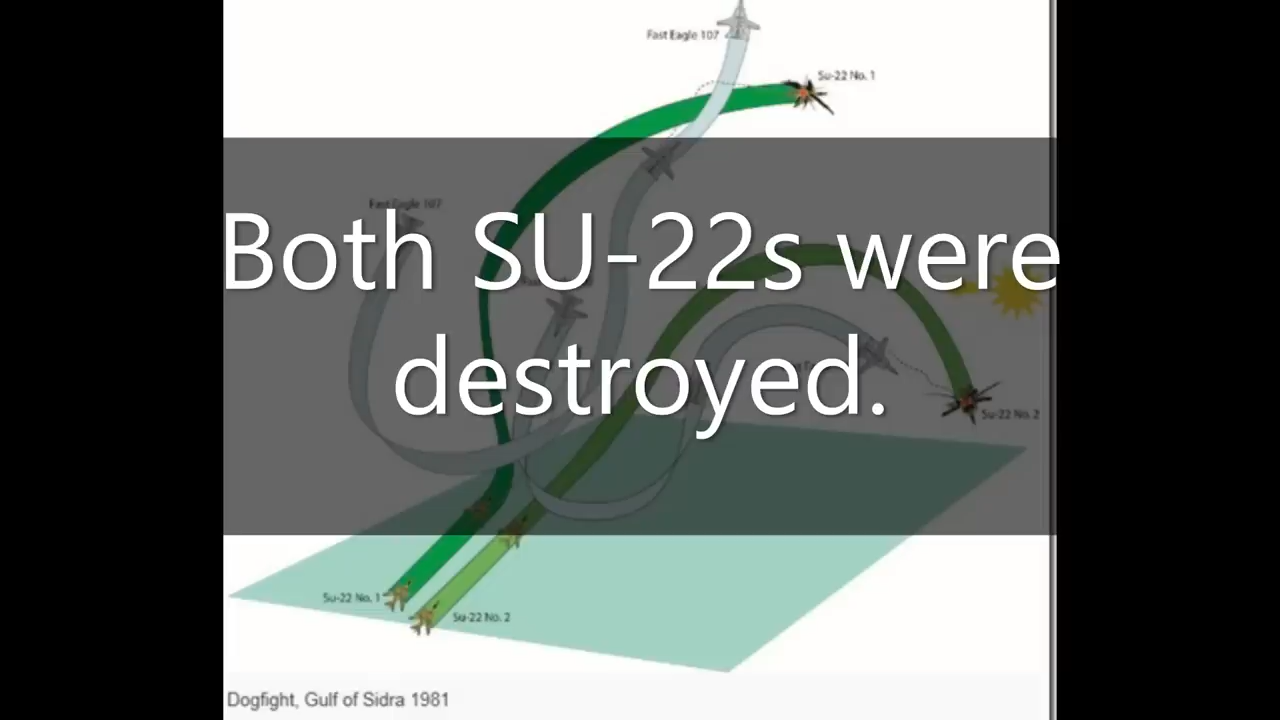 Fast Eagle 107
Su-22 No. 1
Fast Eagle 107
Both SU-22s were
destroyed.
Su-22 No. 2
Su-22 No. 1
Su-22 No. 2
Dogfight, Gulf of Sidra 1981